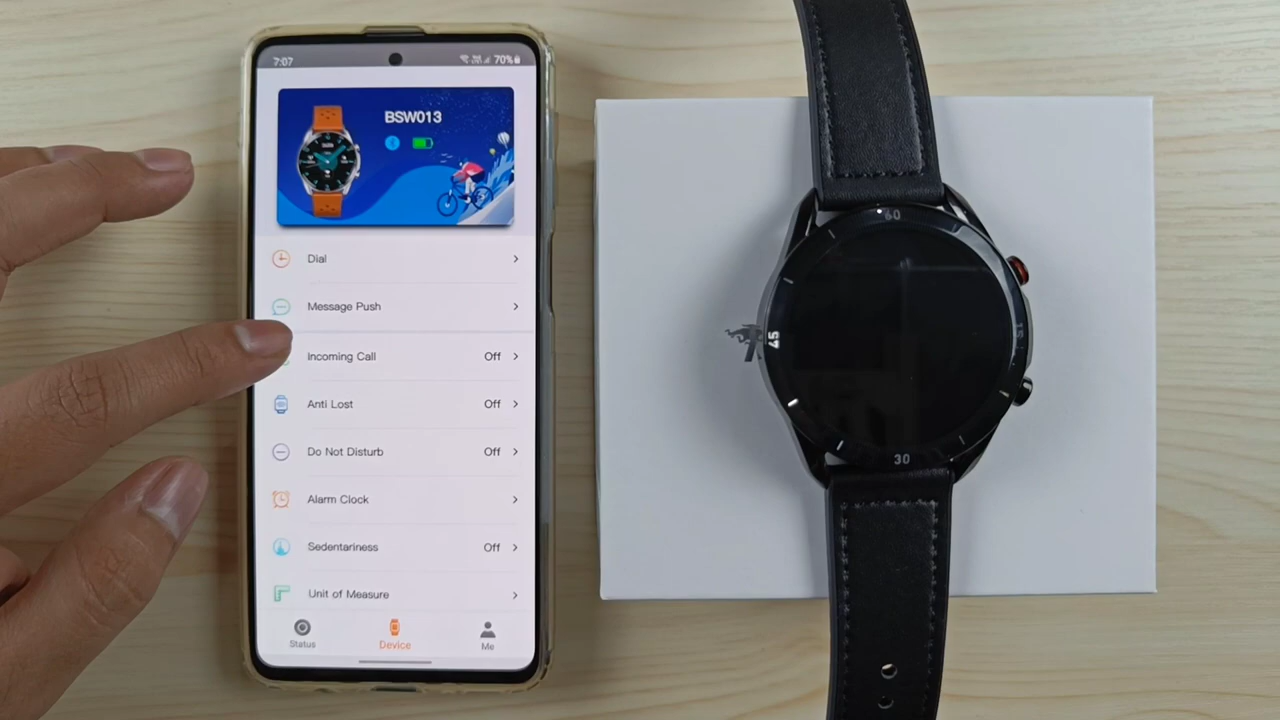 7:07
70%
BSW013
Dial
Message Push
Incoming Call Off
Anti Lost Off
Do Not Disturb Off
Alarm Clock
Sedentariness Off
Unit of Measure
Status Device Me
60
45
30